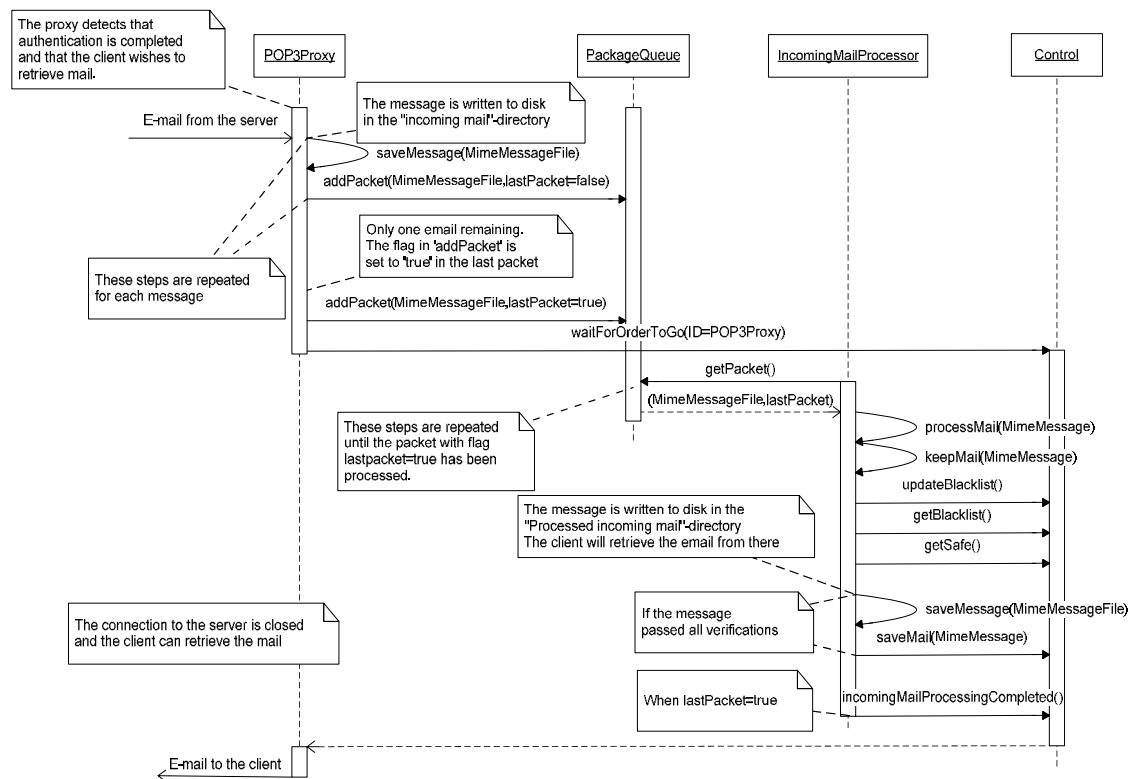 The proxy detects that
authentication is completed
and that the client wishes to
retrieve mail.
POP3Proxy
PackageQueue
IncomingMailProcessor
Control
E-mail from the server
The message is written to disk
in the "incoming mail"-directory
saveMessage(MimeMessageFile)
addPacket(MimeMessageFile,lastPacket=false)
Only one email remaining.
The flag in 'addPacket' is
set to 'true' in the last packet
These steps are repeated
for each message
addPacket(MimeMessageFile,lastPacket=true)
waitForOrderToGo(ID=POP3Proxy)
getPacket()
(MimeMessageFile,lastPacket)
These steps are repeated
until the packet with flag
lastpacket=true has been
processed.
processMail(MimeMessage)
keepMail(MimeMessage)
updateBlacklist()
The message is written to disk in the
"Processed incoming mail"-directory
The client will retrieve the email from there
getBlacklist()
getSafe()
The connection to the server is closed
and the client can retrieve the mail
If the message
passed all verifications
saveMessage(MimeMessageFile)
saveMail(MimeMessage)
When lastPacket=true
incomingMailProcessingCompleted()
E-mail to the client